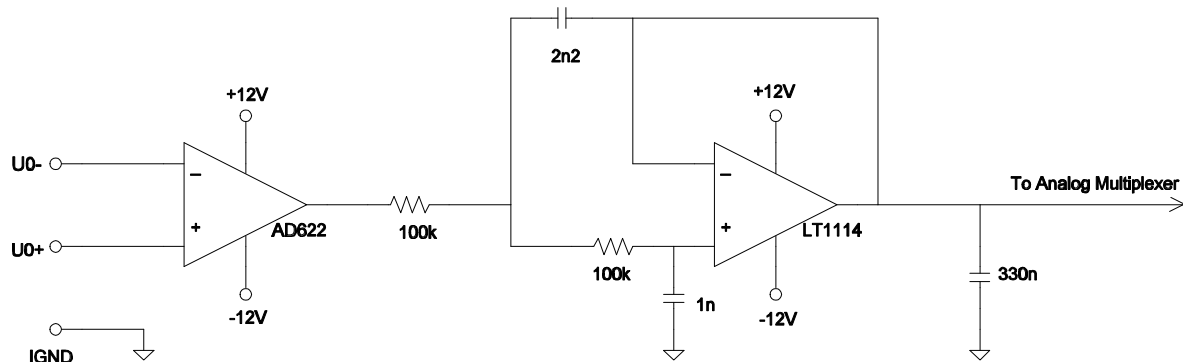 2n2
+12V
+12V
U0-
−
−
To Analog Multiplexer
+
AD622
100k
+
LT1114
U0+
100k
1n
330n
-12V
-12V
IGND